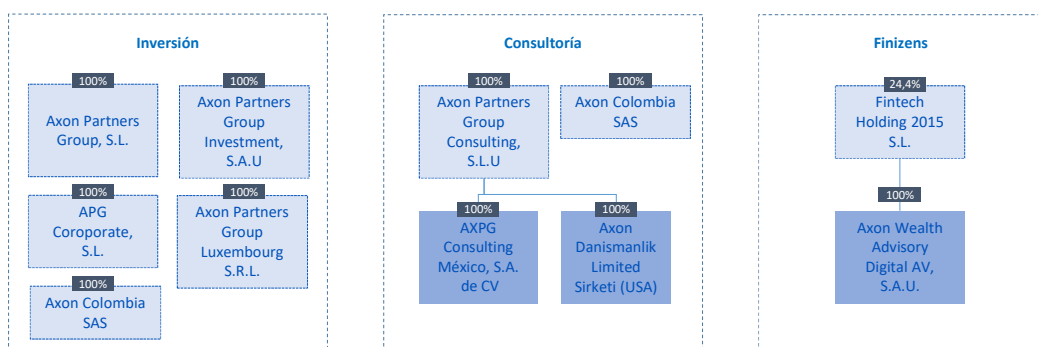 Inversión
100%
Axon Partners
Group, S.L.
100%
Axon Partners
Group
Investment,
S.A.U
100%
APG
Coroporate,
S.L.
100%
Axon Partners
Group
Luxembourg
S.R.L.
100%
Axon Colombia
SAS
Consultoría
100%
Axon Partners
Group
Consulting,
S.L.U
100%
Axon Colombia
SAS
100%
AXPG
Consulting
México, S.A.
de CV
100%
Axon
Danismanlik
Limited
Sirketi (USA)
Finizens
24,4%
Fintech
Holding 2015
S.L.
100%
Axon Wealth
Advisory
Digital AV,
S.A.U.